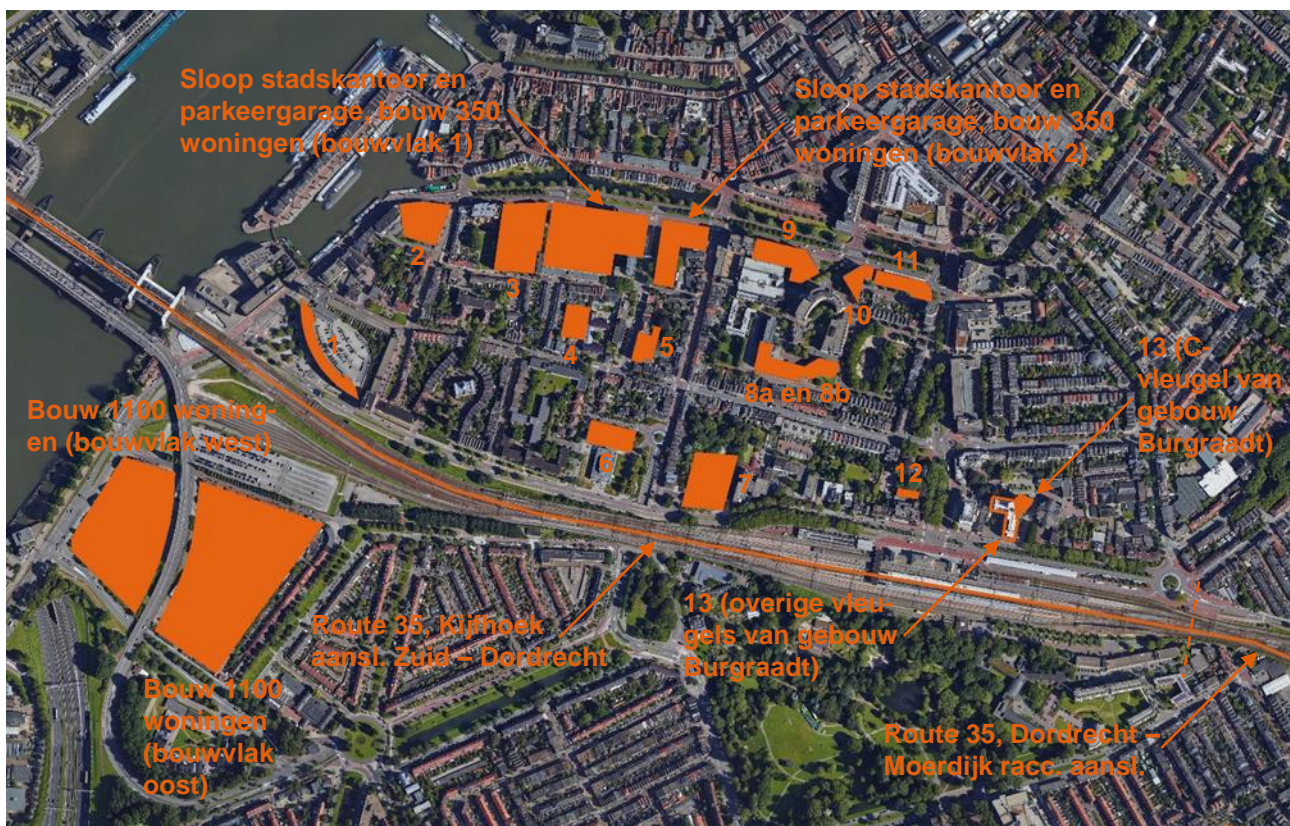 Sloop stadskantoor en
parkeergarage, bouw 350
woningen (bouwvlak 1)
Sloop stadskantoor en
parkeergarage, bouw 350
woningen (bouwvlak 2)
2
3
9
11
10
1
4
5
8a en 8b
13 (C-
vleugel van
gebouw
Burgraadt)
Bouw 1100 woning-
en (bouwvlak west)
6
7
12
Route 35, Kijfhoek
aansl. Zuid – Dordrecht
13 (overige vleu-
gels van gebouw
Burgraadt)
Bouw 1100
woningen
(bouwvlak
oost)
Route 35, Dordrecht –
Moerdijk racc. aansl.